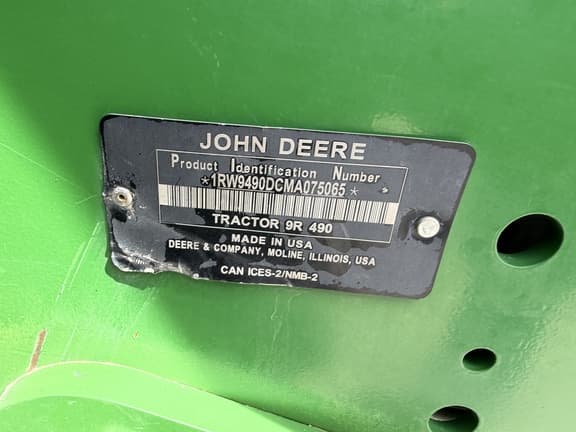 JOHN DEERE
Product Identification Number
*1RW9490DCMA075065*
TRACTOR 9R 490
MADE IN USA
DEERE & COMPANY, MOLINE, ILLINOIS, USA
CAN ICES-2/NMB-2